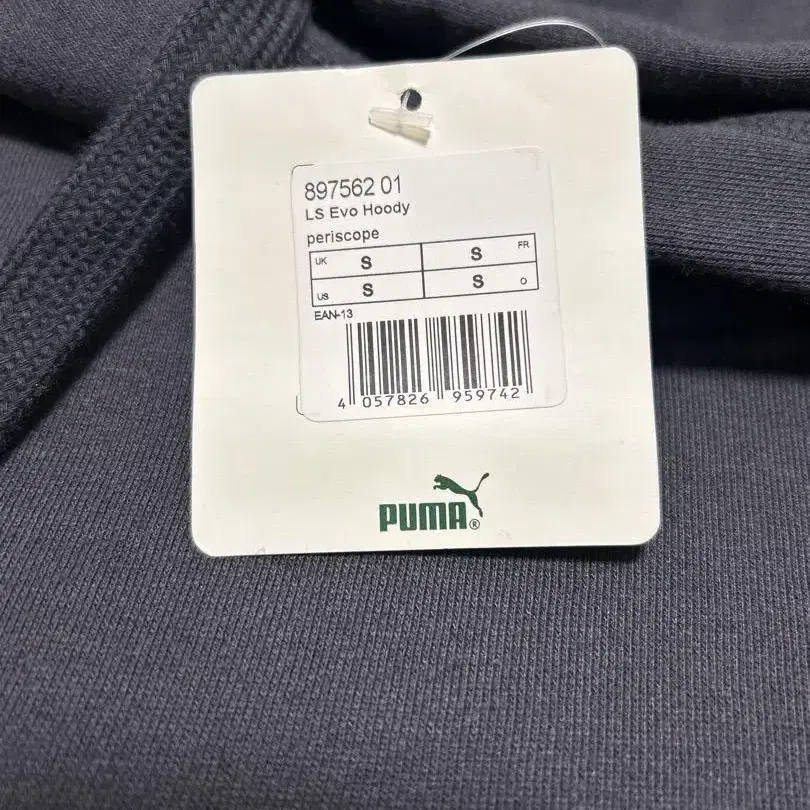 897562 01
LS Evo Hoody
periscope
UK S S FR
US S S D
EAN-13
4 057826 959742
PUMA®